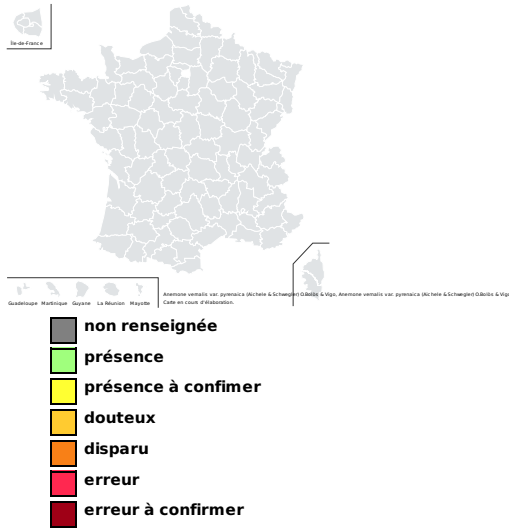 Île-de-France
Guadeloupe Martinique Guyane La Réunion Mayotte
Anemone vernalis var. pyrenaica (Aichele & Schwegler) O.Bolòs & Vigo, Anemone vernalis var. pyrenaica (Aichele & Schwegler) O.Bolòs & Vigo
Carte en cours d'élaboration.
non renseignée
présence
présence à confimer
douteux
disparu
erreur
erreur à confirmer